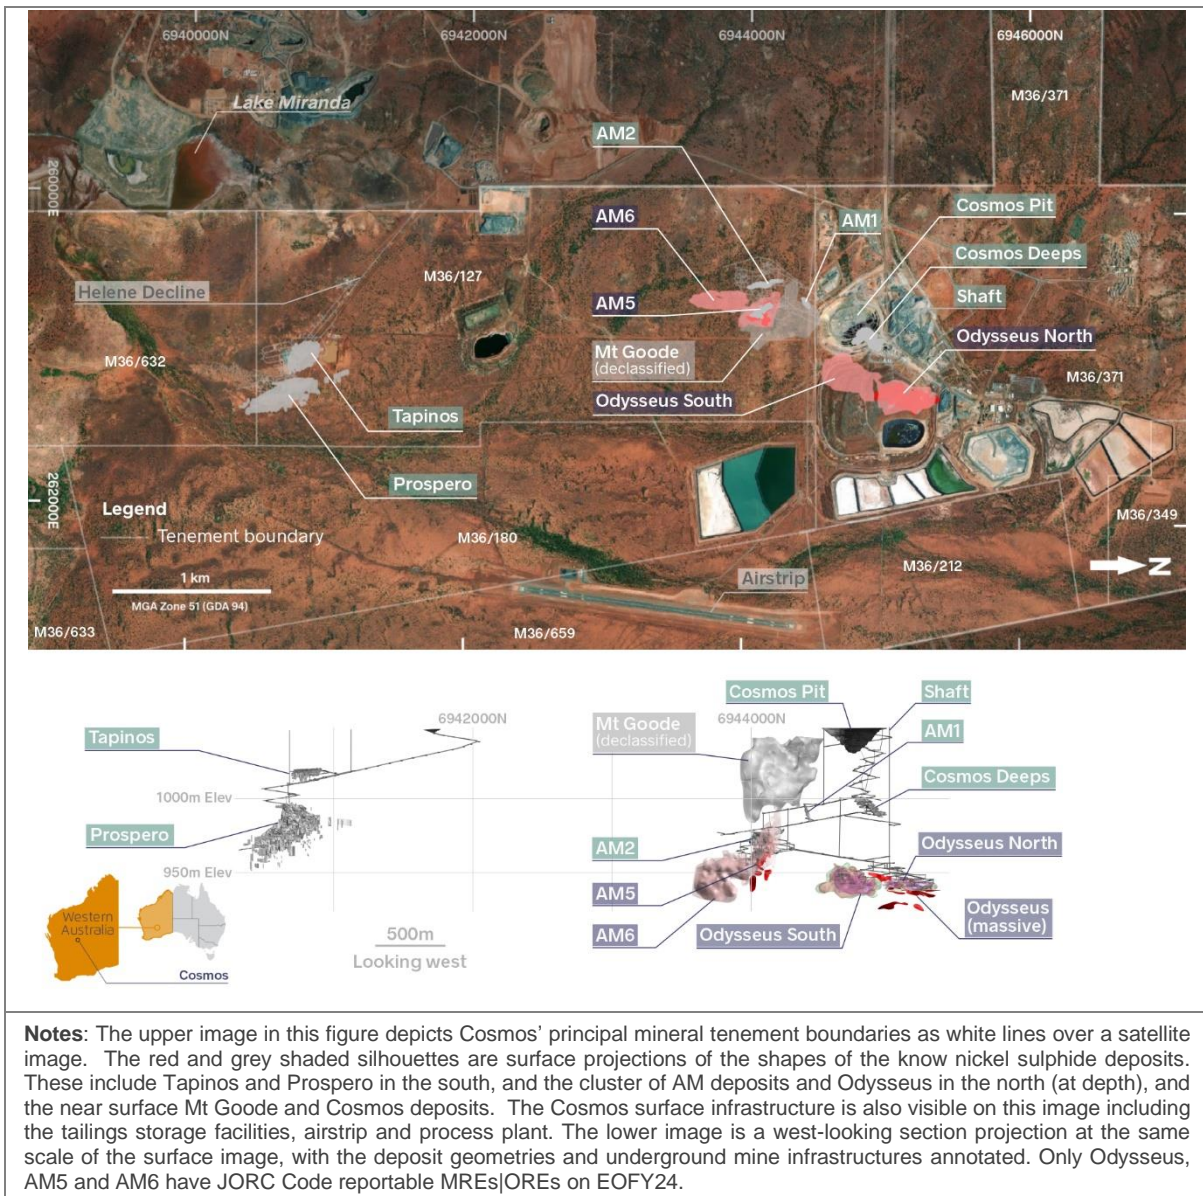 6940000N
6942000N
6944000N
6946000N
M36/371
Lake Miranda
AM2
260000E
Cosmos Pit
AM6
AM1
Cosmos Deeps
M36/127
Helene Decline
AM5
Shaft
Odysseus North
Mt Goode
(declassified)
M36/632
M36/371
Odysseus South
Tapinos
Prospero
262000E
Legend
Tenement boundary
M36/349
M36/180
M36/212
N
1 km
Airstrip
MGA Zone 51 (GDA 94)
M36/633
M36/659
Cosmos Pit
Shaft
6942000N
Mt Goode
(declassified)
6944000N
AM1
Tapinos
Cosmos Deeps
1000m Elev
Prospero
AM2
Odysseus North
950m Elev
AM5
Western
Australia
Odysseus
(massive)
AM6
Odysseus South
500m
Looking west
Cosmos
Notes: The upper image in this figure depicts Cosmos' principal mineral tenement boundaries as white lines over a satellite
image. The red and grey shaded silhouettes are surface projections of the shapes of the know nickel sulphide deposits.
These include Tapinos and Prospero in the south, and the cluster of AM deposits and Odysseus in the north (at depth), and
the near surface Mt Goode and Cosmos deposits. The Cosmos surface infrastructure is also visible on this image including
the tailings storage facilities, airstrip and process plant. The lower image is a west-looking section projection at the same
scale of the surface image, with the deposit geometries and underground mine infrastructures annotated. Only Odysseus,
AM5 and AM6 have JORC Code reportable MREs|OREs on EOFY24.